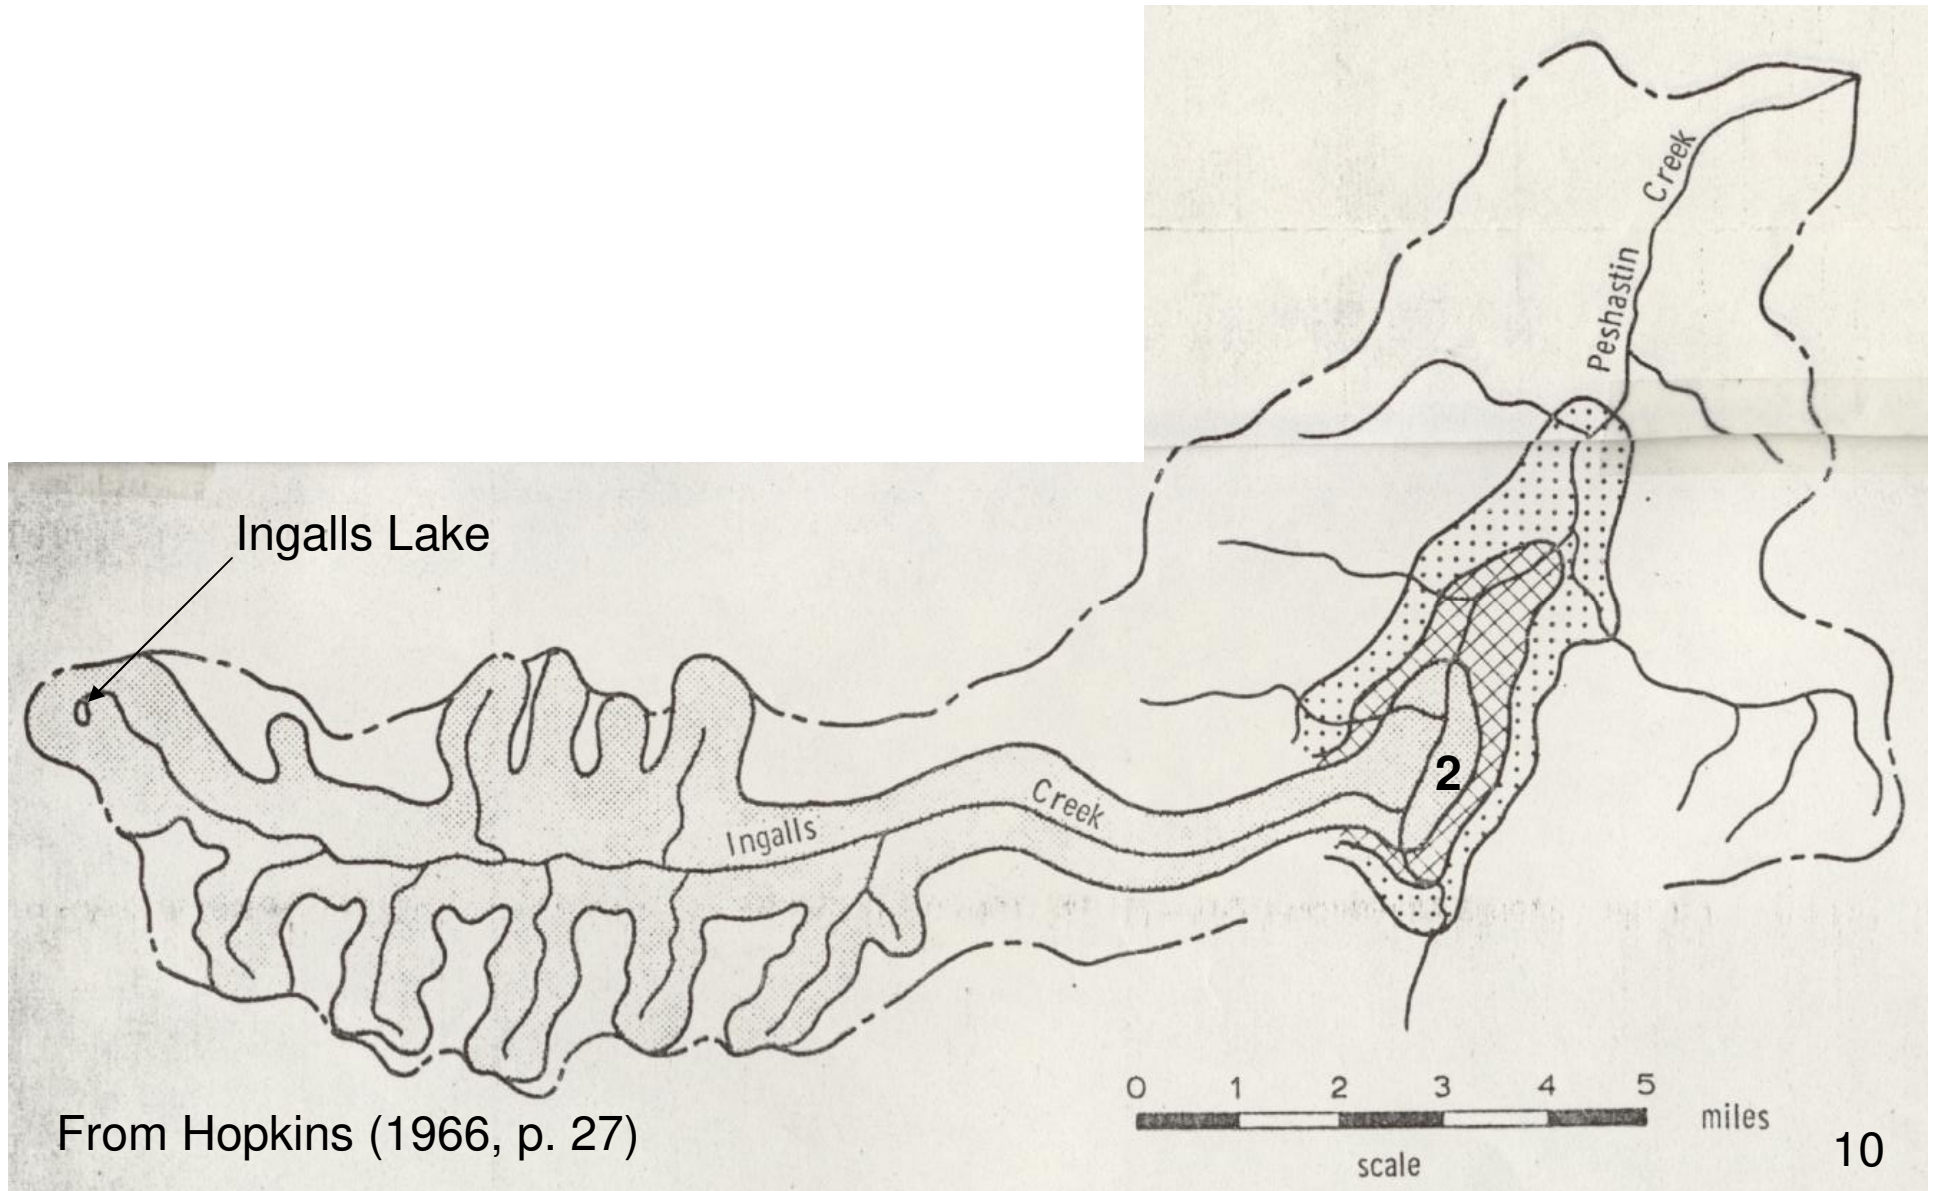 Creek
Peshastin
Ingalls Lake
2
Creek
Ingalls
0 1 2 3 4 5
miles
scale
From Hopkins (1966, p. 27)
10